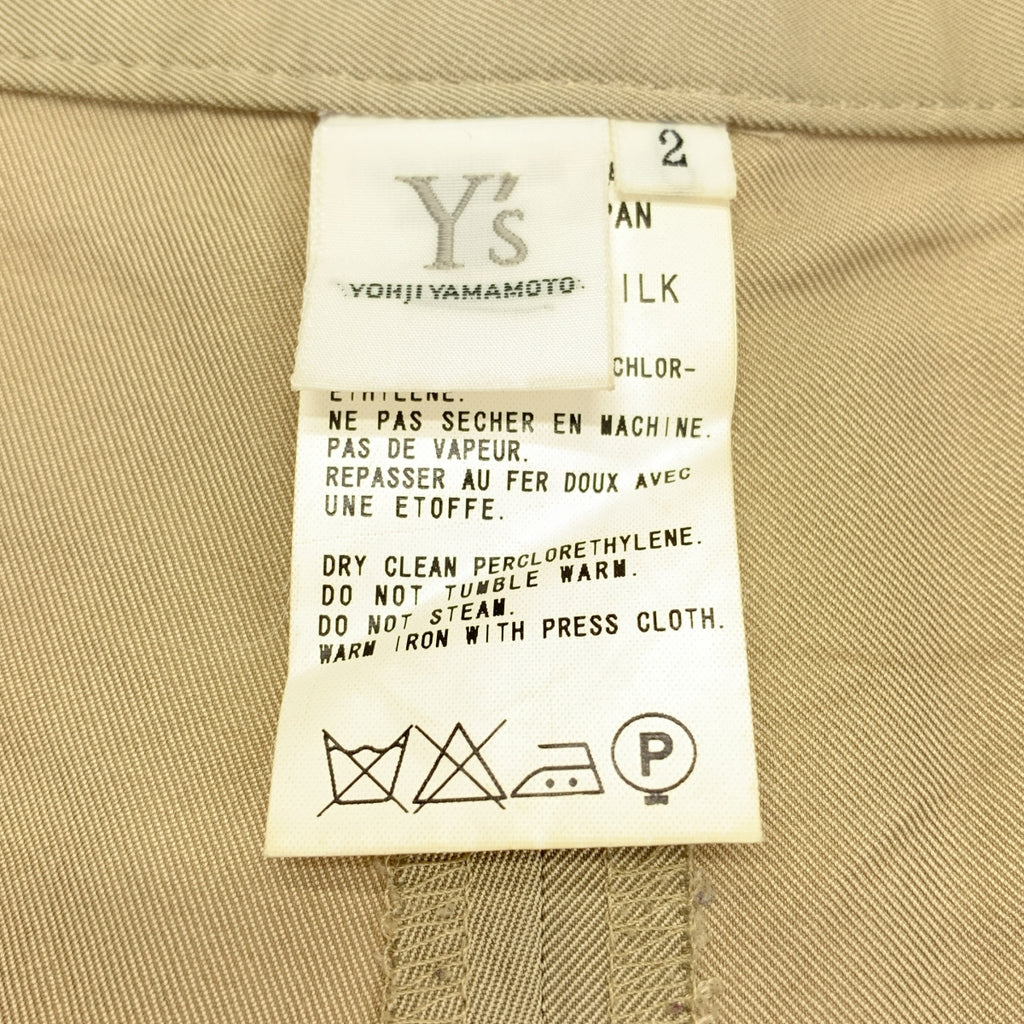 Y's
YOHJI YAMAMOTO
2
PAN
ILK
CHLOR-
ETHILENE.
NE PAS SECHER EN MACHINE.
PAS DE VAPEUR.
REPASSER AU FER DOUX AVEC
UNE ETOFFE.
DRY CLEAN PERCLORETHYLENE.
DO NOT TUMBLE WARM.
DO NOT STEAM.
WARM IRON WITH PRESS CLOTH.
P